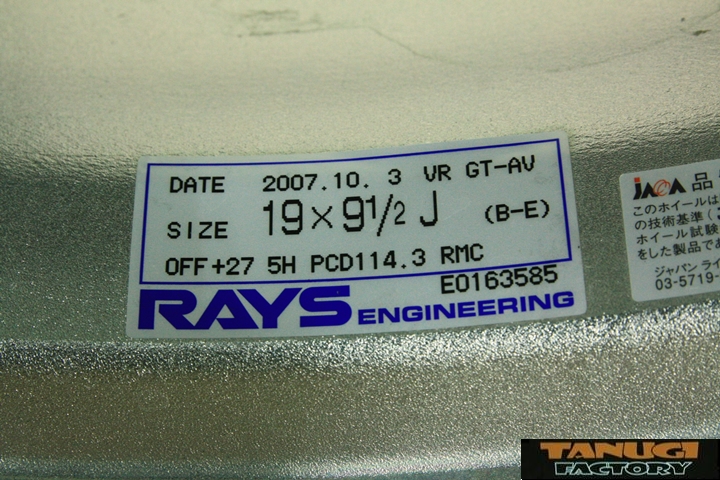 DATE 2007.10. 3 VR GT-AV
SIZE 19×9 1/2 J (B-E)
OFF+27 5H PCD114.3 RMC
E0163585
RAYS ENGINEERING
JAWA 品
このホイールは
の技術基準(
ホイール試験
をした製品であ
ジャパン ライ
03-5719-
TANUGI
FACTORY